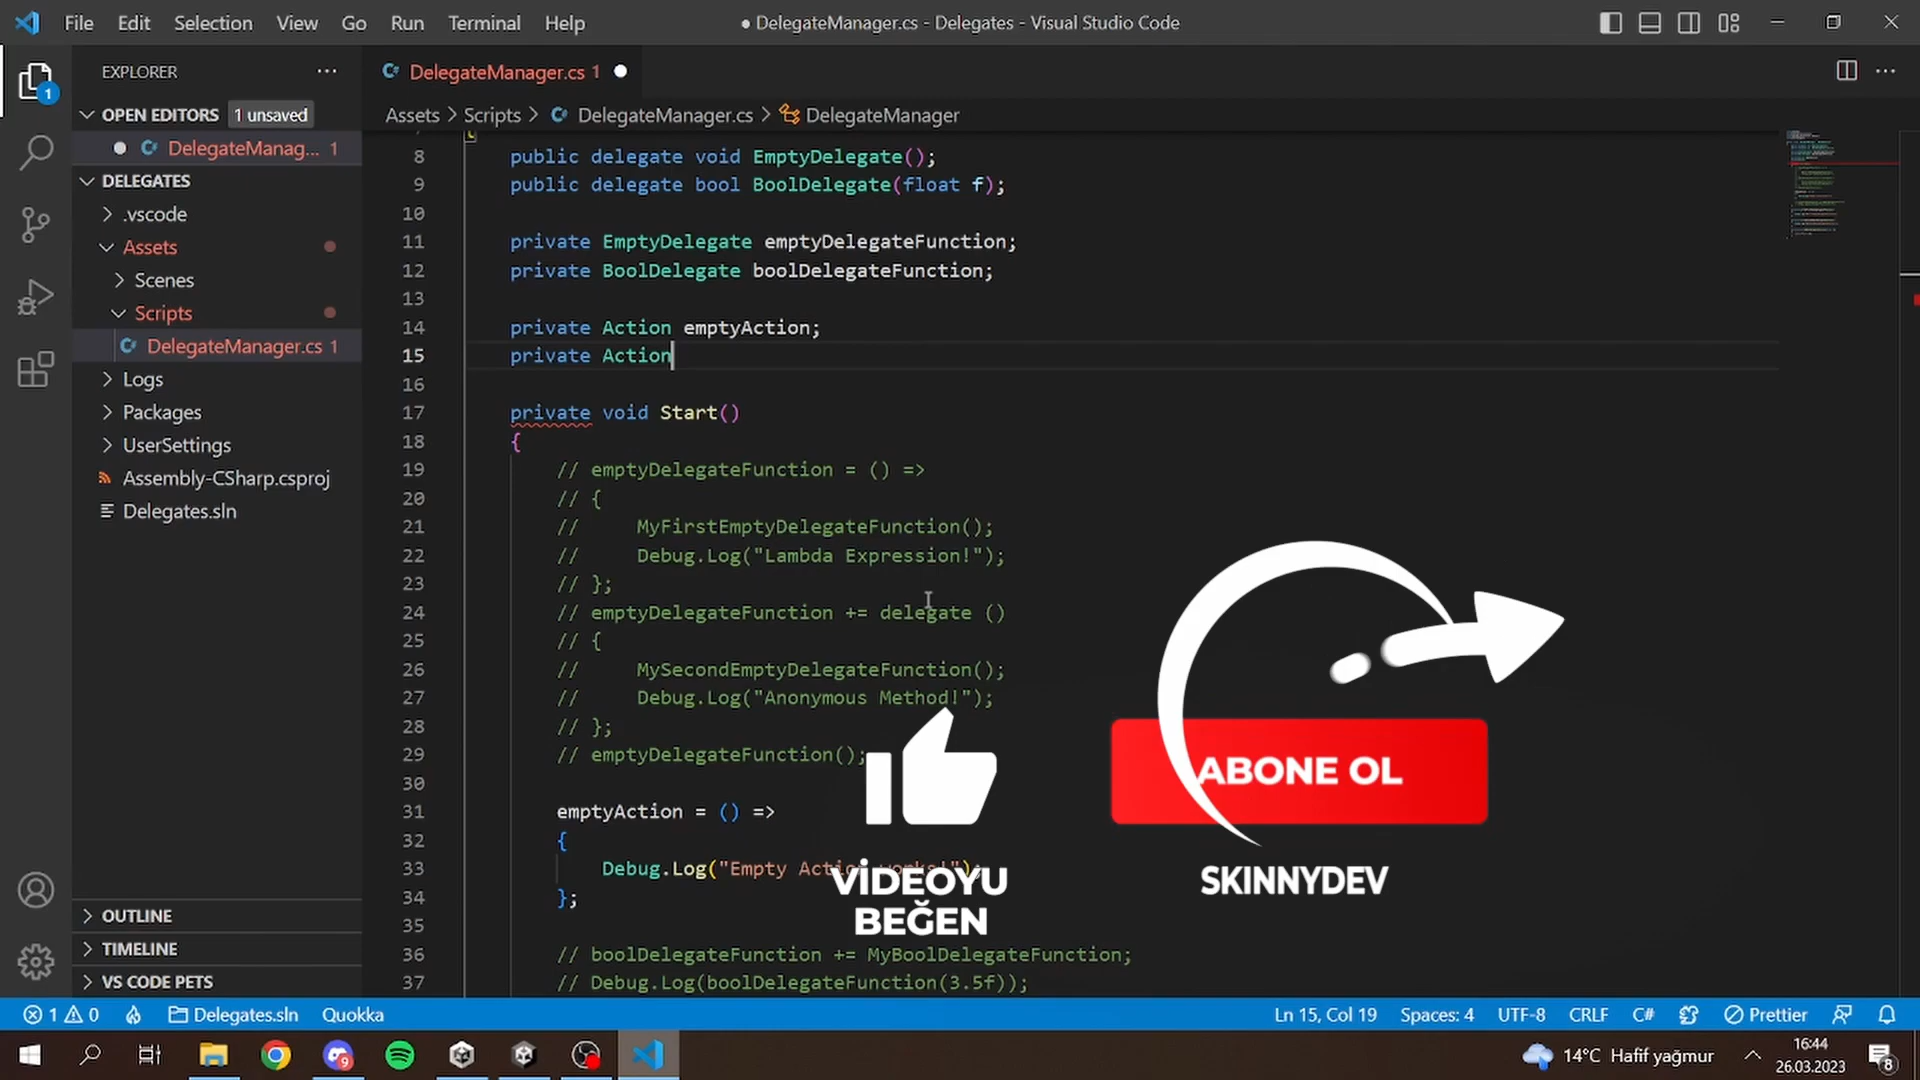 File Edit Selection View Go Run Terminal Help
● DelegateManager.cs - Delegates - Visual Studio Code
EXPLORER
OPEN EDITORS 1 unsaved
DelegateManag... 1
DELEGATES
.vscode
Assets
Scenes
Scripts
DelegateManager.cs 1
Logs
Packages
UserSettings
Assembly-CSharp.csproj
Delegates.sln
OUTLINE
TIMELINE
VS CODE PETS
1
DelegateManager.cs 1
Assets > Scripts > DelegateManager.cs > DelegateManager
8 public delegate void EmptyDelegate();
9 public delegate bool BoolDelegate(float f);
10
11 private EmptyDelegate emptyDelegateFunction;
12 private BoolDelegate boolDelegateFunction;
13
14 private Action emptyAction;
15 private Action
16
17 private void Start()
18 {
19 // emptyDelegateFunction = () =>
20 // {
21 // MyFirstEmptyDelegateFunction();
22 // Debug.Log("Lambda Expression!");
23 // };
24 // emptyDelegateFunction += delegate ()
25 // {
26 // MySecondEmptyDelegateFunction();
27 // Debug.Log("Anonymous Method!");
28 // };
29 // emptyDelegateFunction();
30
31 emptyAction = () =>
32 {
33 Debug.Log("Empty Action works!");
34 };
35
36 // boolDelegateFunction += MyBoolDelegateFunction;
37 // Debug.Log(boolDelegateFunction(3.5f));
VİDEOYU
BEĞEN
ABONE OL
SKINNYDEV
1 0 Delegates.sln Quokka
Ln 15, Col 19 Spaces: 4 UTF-8 CRLF C# Prettier
9
14°C Hafif yağmur
16:44
26.03.2023
8